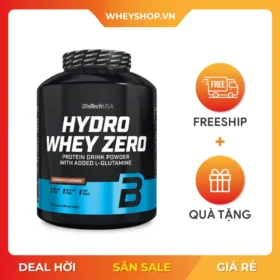 WHEYSHOP.VN
BioTechUSA
HYDRO
WHEY ZERO
PROTEIN DRINK POWDER
WITH ADDED L-GLUTAMINE
B
FREE
FREESHIP
+
QUÀ TẶNG
DEAL HỜI SĂN SALE GIÁ RẺ